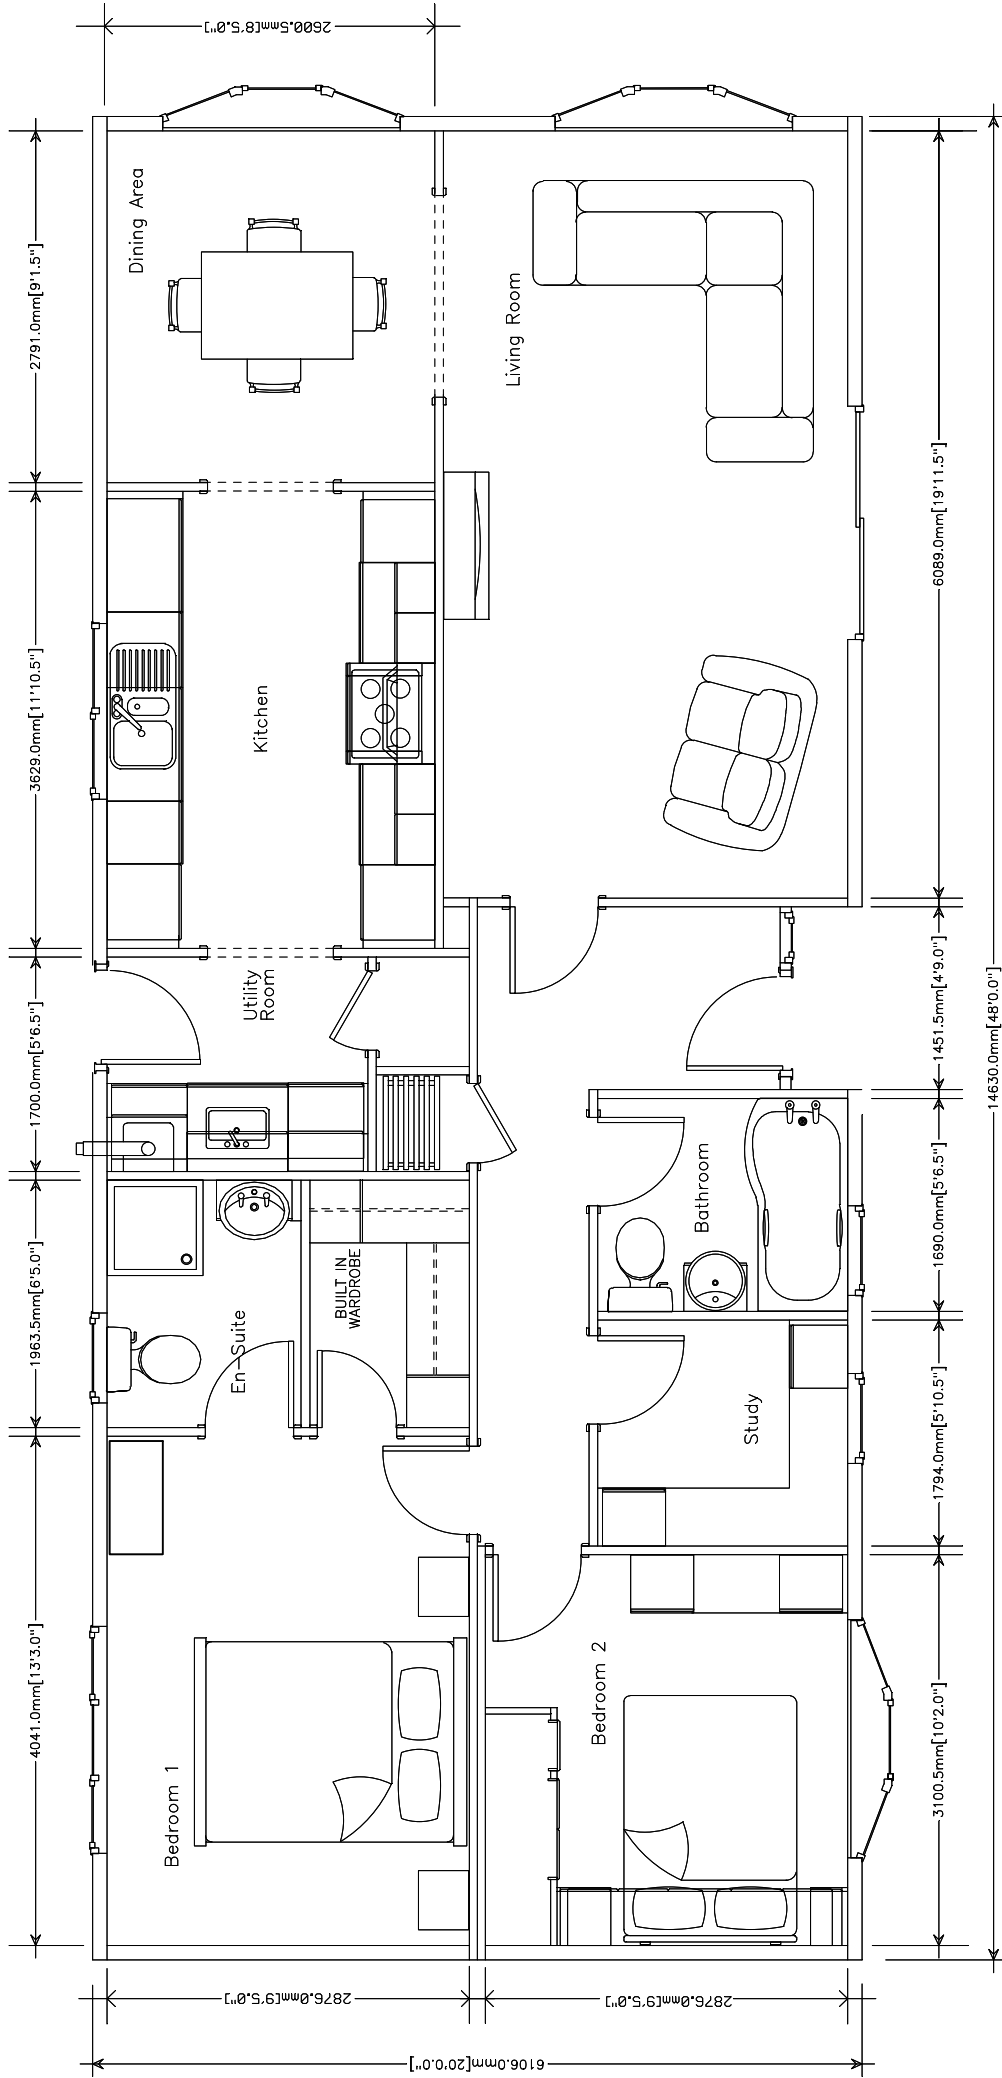 2600.5mm[8'5.0"]
2791.0mm[9'1.5"]
3629.0mm[11'10.5"]
1700.0mm[5'6.5"]
1963.5mm[6'5.0"]
4041.0mm[13'3.0"]
Dining Area
Living Room
Kitchen
Utility
Room
BUILT IN
WARDROBE
En-Suite
Bathroom
Study
Bedroom 1
Bedroom 2
6089.0mm[19'11.5"]
1451.5mm[4'9.0"]
1690.0mm[5'6.5"]
1794.0mm[5'10.5"]
3100.5mm[10'2.0"]
14630.0mm[48'0.0"]
2876.0mm[9'5.0"]
2876.0mm[9'5.0"]
6106.0mm[20'0.0"]